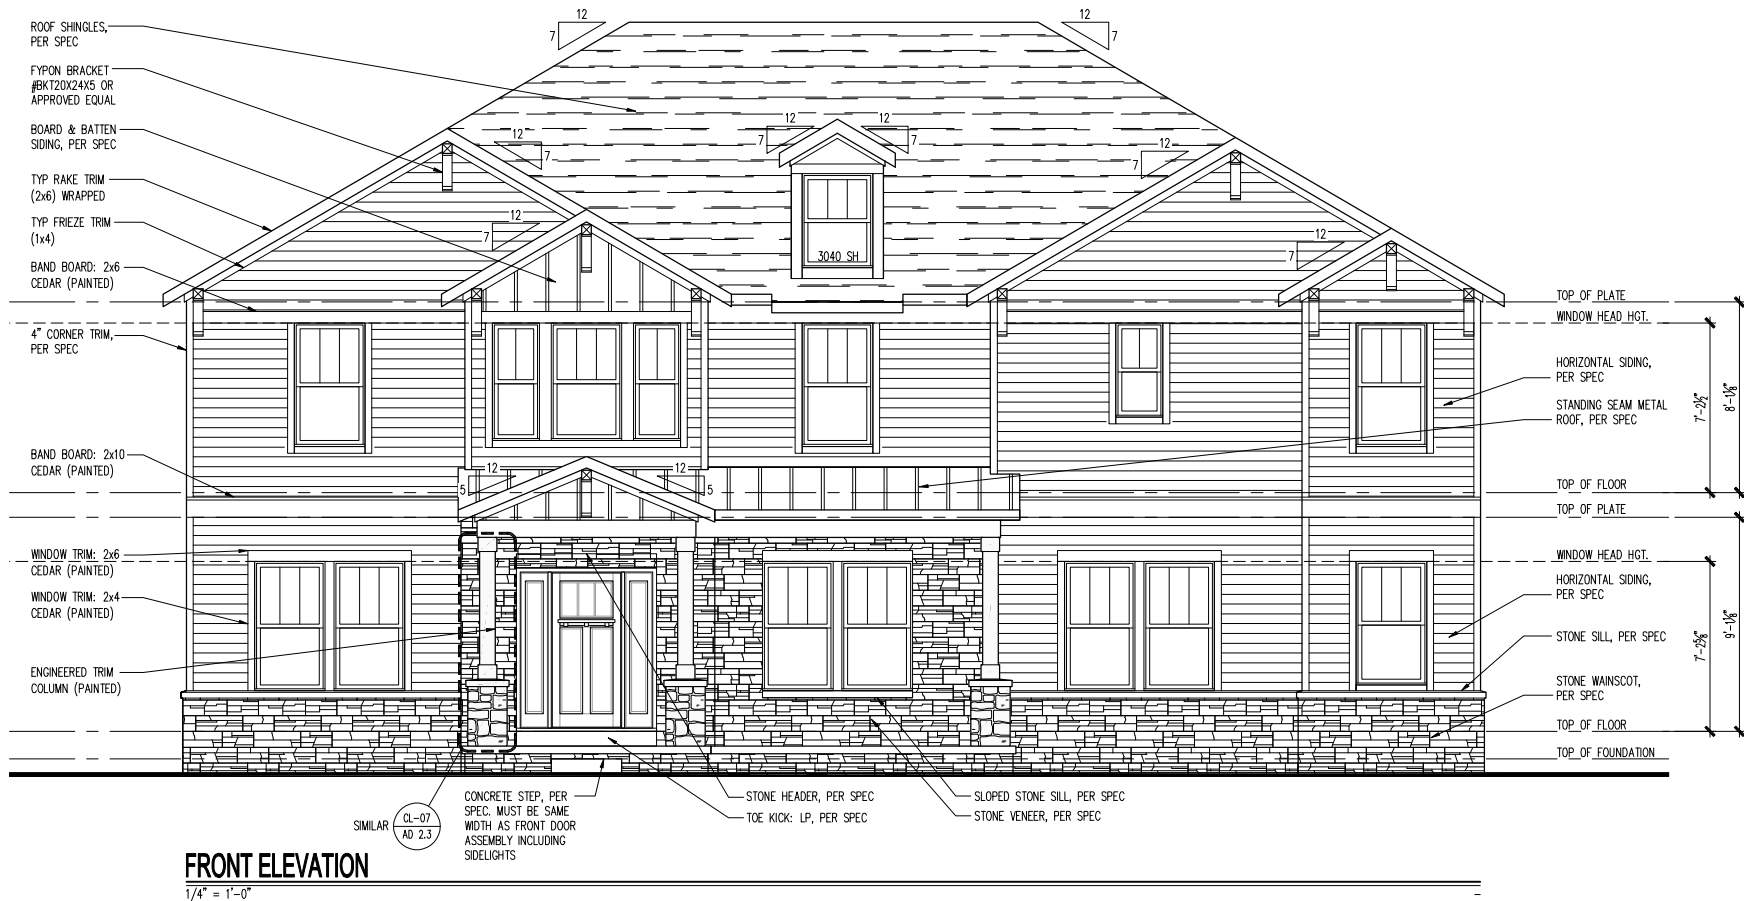 ROOF SHINGLES,
PER SPEC
FYPON BRACKET
#BKT20X24X5 OR
APPROVED EQUAL
BOARD & BATTEN
SIDING, PER SPEC
TYP RAKE TRIM
(2x6) WRAPPED
TYP FRIEZE TRIM
(1x4)
BAND BOARD: 2x6
CEDAR (PAINTED)
4" CORNER TRIM,
PER SPEC
BAND BOARD: 2x10
CEDAR (PAINTED)
WINDOW TRIM: 2x6
CEDAR (PAINTED)
WINDOW TRIM: 2x4
CEDAR (PAINTED)
ENGINEERED TRIM
COLUMN (PAINTED)
12
7
12
7
12
7
12
7
12
7
12
7
12
7
12
7
12
5
12
5
3040 SH
TOP OF PLATE
WINDOW HEAD HGT.
HORIZONTAL SIDING,
PER SPEC
STANDING SEAM METAL
ROOF, PER SPEC
TOP OF FLOOR
TOP OF PLATE
WINDOW HEAD HGT.
HORIZONTAL SIDING,
PER SPEC
STONE SILL, PER SPEC
STONE WAINSCOT,
PER SPEC
TOP OF FLOOR
TOP OF FOUNDATION
8'-1⅛"
9'-1⅛"
SIMILAR
CL-07
AD 2.3
CONCRETE STEP, PER
SPEC. MUST BE SAME
WIDTH AS FRONT DOOR
ASSEMBLY INCLUDING
SIDELIGHTS
STONE HEADER, PER SPEC
TOE KICK: LP, PER SPEC
SLOPED STONE SILL, PER SPEC
STONE VENEER, PER SPEC
FRONT ELEVATION
1/4" = 1'-0"